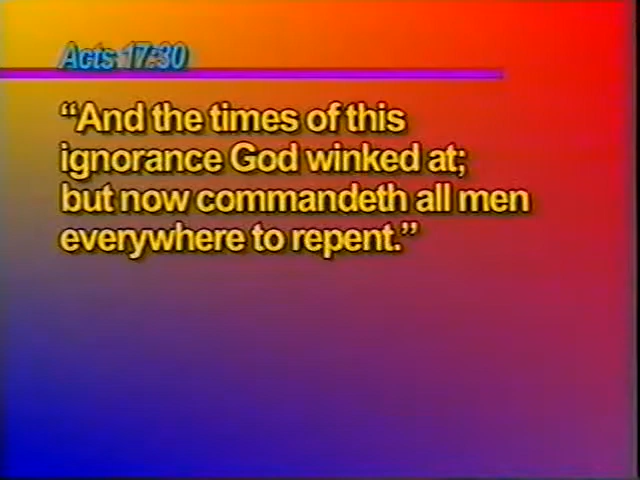 Acts 17:30
“And the times of this
ignorance God winked at;
but now commandeth all men
everywhere to repent.”